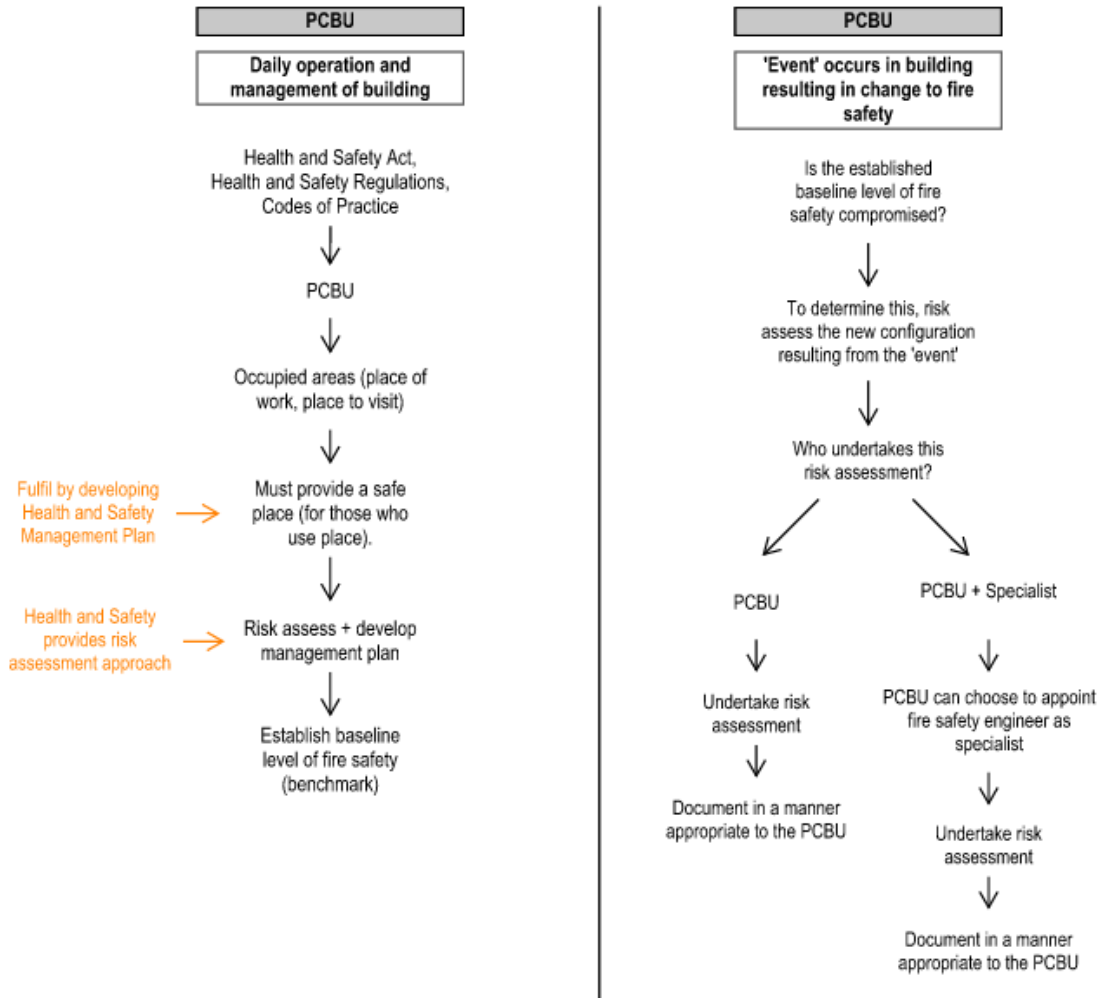 PCBU
Daily operation and
management of building
Health and Safety Act,
Health and Safety Regulations,
Codes of Practice
PCBU
Occupied areas (place of
work, place to visit)
Fulfil by developing
Health and Safety
Management Plan
Must provide a safe
place (for those who
use place).
Health and Safety
provides risk
assessment approach
Risk assess + develop
management plan
Establish baseline
level of fire safety
(benchmark)
PCBU
'Event' occurs in building
resulting in change to fire
safety
Is the established
baseline level of fire
safety compromised?
To determine this, risk
assess the new configuration
resulting from the 'event'
Who undertakes this
risk assessment?
PCBU
Undertake risk
assessment
Document in a manner
appropriate to the PCBU
PCBU + Specialist
PCBU can choose to appoint
fire safety engineer as
specialist
Undertake risk
assessment
Document in a manner
appropriate to the PCBU